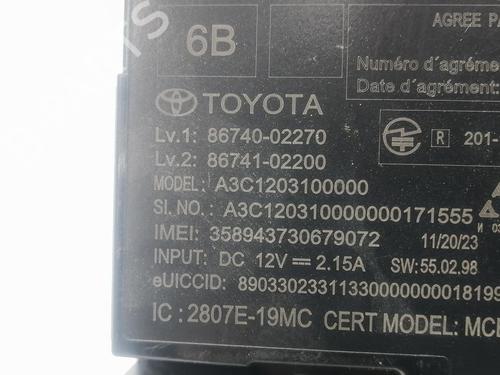 AGREE PA
6B
Numéro d'agréme
Date d'agrément:
TOYOTA
Lv.1: 86740-02270
R 201-
Lv.2: 86741-02200
MODEL: A3C1203100000
SI. NO.: A3C1203100000000171555
IMEI: 358943730679072 11/20/23
INPUT: DC 12V 2.15A SW:55.02.98
eUICCID: 8903302331133000000000018199
IC : 2807E-19MC CERT MODEL: MC